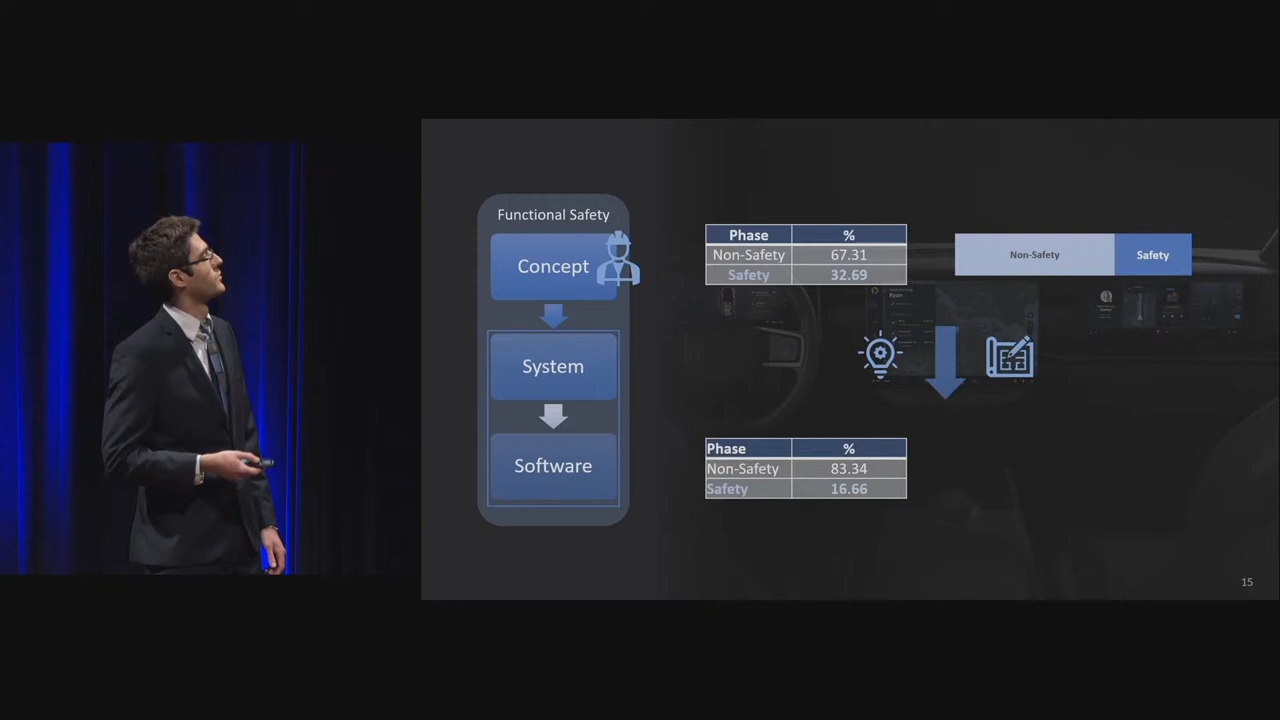 Functional Safety
Concept
System
Software
Phase %
Non-Safety 67.31
Safety 32.69
Non-Safety Safety
Ryan
Phase %
Non-Safety 83.34
Safety 16.66
15